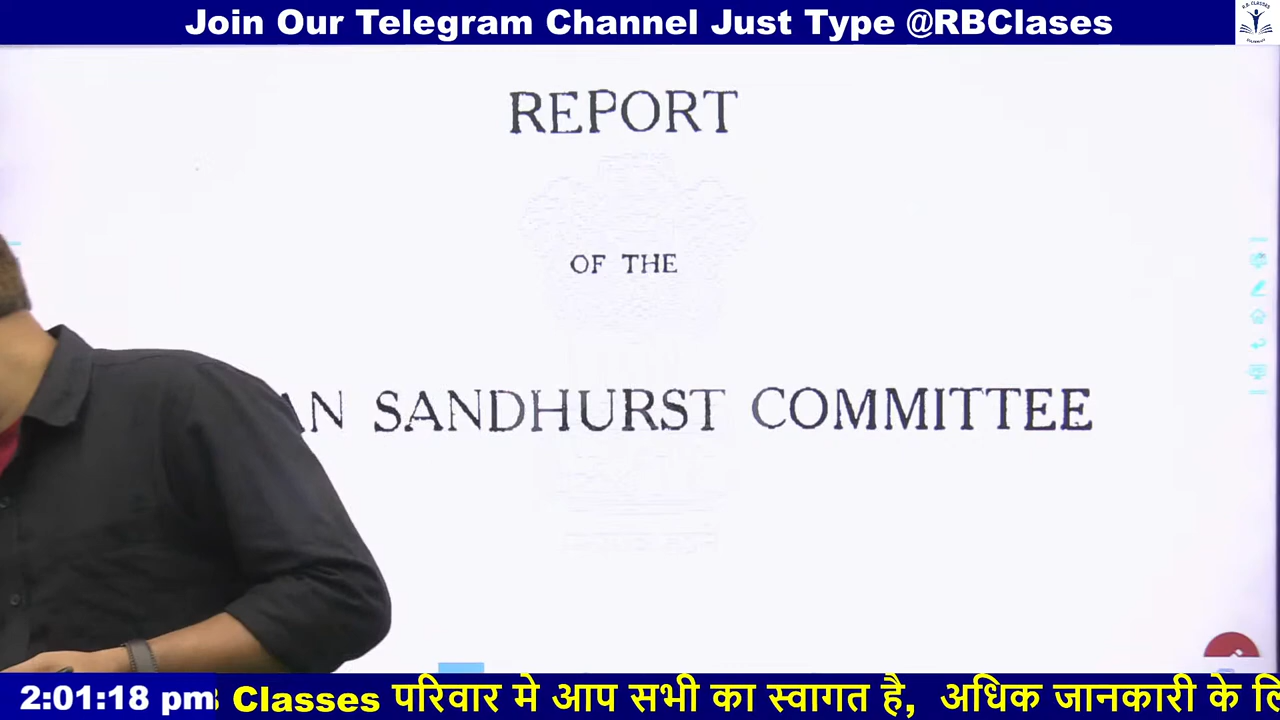 Join Our Telegram Channel Just Type @RBClases
REPORT
OF THE
AN SANDHURST COMMITTEE
2:01:18 pm Classes परिवार मे आप सभी का स्वागत है, अधिक जानकारी के